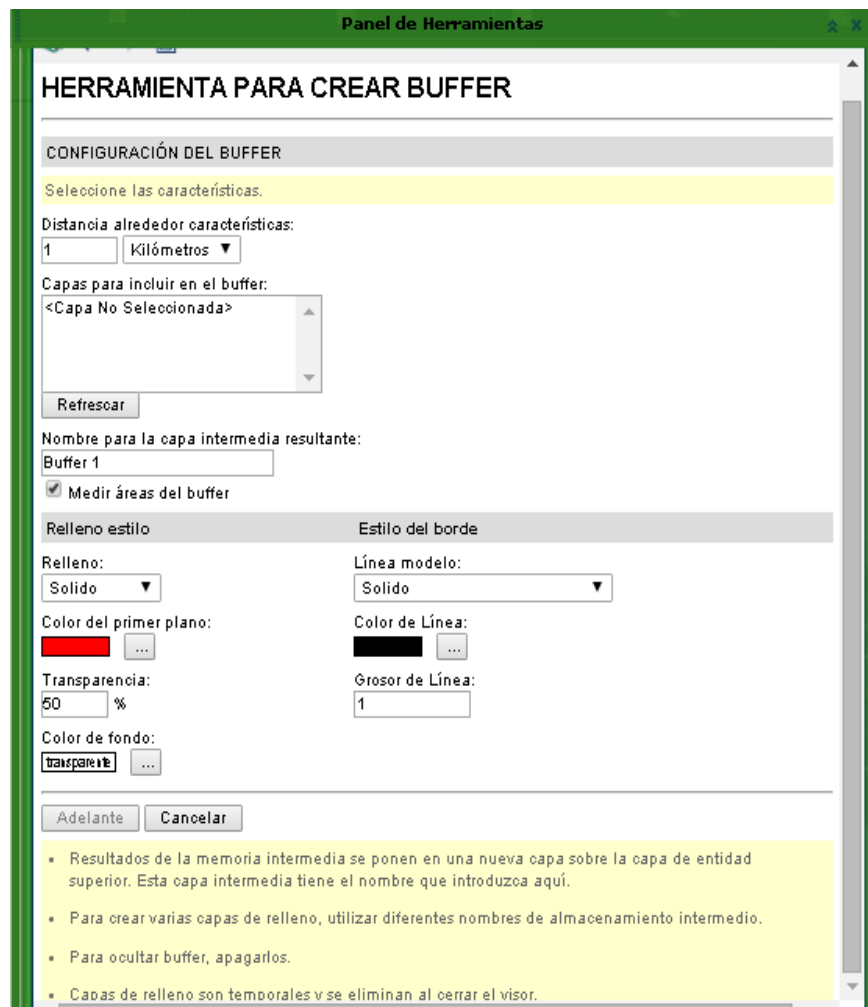 Panel de Herramientas
HERRAMIENTA PARA CREAR BUFFER
CONFIGURACIÓN DEL BUFFER
Seleccione las características.
Distancia alrededor características:
1 Kilómetros
Capas para incluir en el buffer:
<Capa No Seleccionada>
Refrescar
Nombre para la capa intermedia resultante:
Buffer 1
Medir áreas del buffer
Relleno estilo Estilo del borde
Relleno: Línea modelo:
Solido Solido
Color del primer plano: Color de Línea:
... ...
Transparencia: Grosor de Línea:
50 % 1
Color de fondo:
transparente ...
Adelante Cancelar
• Resultados de la memoria intermedia se ponen en una nueva capa sobre la capa de entidad
superior. Esta capa intermedia tiene el nombre que introduzca aquí.
• Para crear varias capas de relleno, utilizar diferentes nombres de almacenamiento intermedio.
• Para ocultar buffer, apagarlos.
• Capas de relleno son temporales y se eliminan al cerrar el visor.